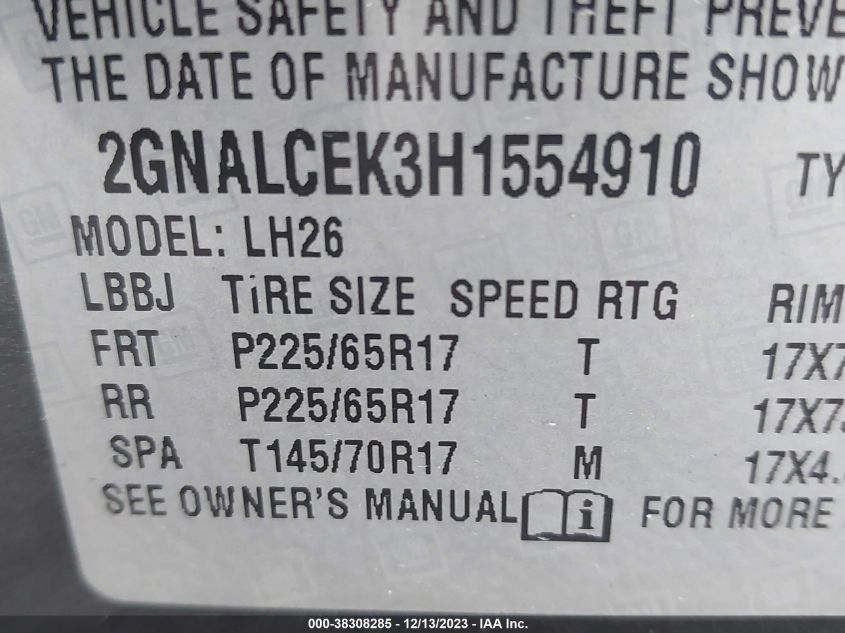 VEHICLE SAFETY AND THEFT PREVE
THE DATE OF MANUFACTURE SHOW
2GNALCEK3H1554910 TY
MODEL: LH26
LBBJ TiRE SIZE SPEED RTG RIM
FRT P225/65R17 T 17X7
RR P225/65R17 T 17X7
SPA T145/70R17 M 17X4.
SEE OWNER'S MANUAL i FOR MORE
000-38308285 - 12/13/2023 - IAA Inc.